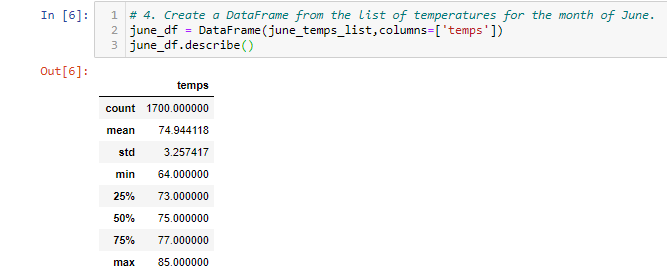 In [6]:
1 # 4. Create a DataFrame from the list of temperatures for the month of June.
2 june_df = DataFrame(june_temps_list,columns=['temps'])
3 june_df.describe()
Out[6]:
temps
count 1700.000000
mean 74.944118
std 3.257417
min 64.000000
25% 73.000000
50% 75.000000
75% 77.000000
max 85.000000